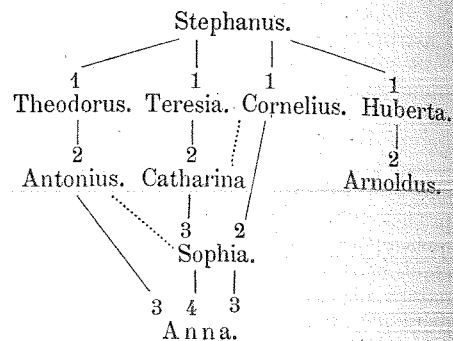 Stephanus.
1 1 1 1
Theodorus. Teresia. Cornelius. Huberta.
2 2 2
Antonius. Catharina Arnoldus.
3 2
Sophia.
3 4 3
Anna.